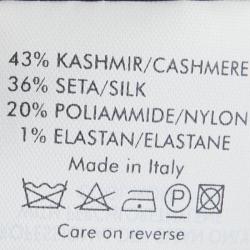 43% KASHMIR/CASHMERE
36% SETA/SILK
20% POLIAMMIDE/NYLON
1% ELASTAN/ELASTANE
Made in Italy
P
Care on reverse